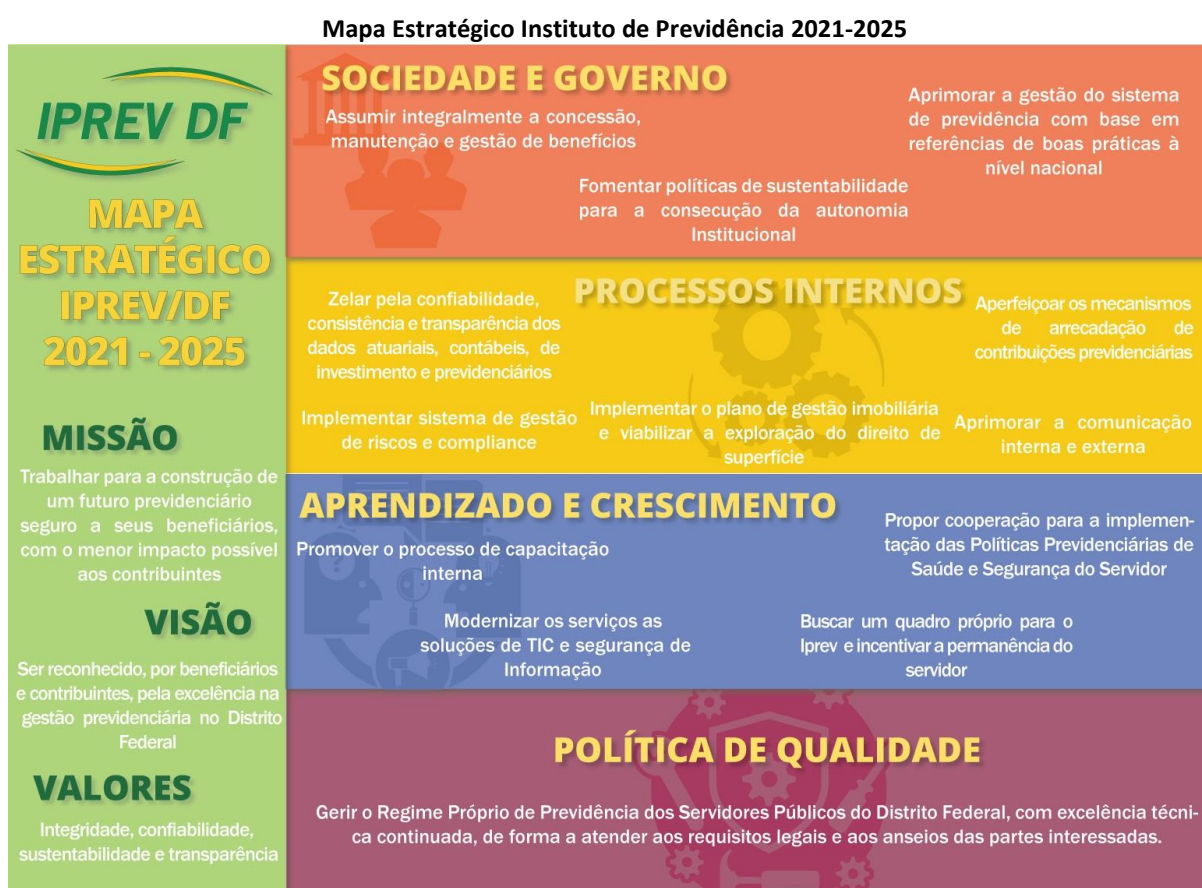 Mapa Estratégico Instituto de Previdência 2021-2025
IPREV DF
MAPA
ESTRATÉGICO
IPREV/DF
2021 - 2025
MISSÃO
Trabalhar para a construção de
um futuro previdenciário
seguro a seus beneficiários,
com o menor impacto possível
aos contribuintes
VISÃO
Ser reconhecido, por beneficiários
e contribuintes, pela excelência na
gestão previdenciária no Distrito
Federal
VALORES
Integridade, confiabilidade,
sustentabilidade e transparência
SOCIEDADE E GOVERNO
Assumir integralmente a concessão,
manutenção e gestão de benefícios
Fomentar políticas de sustentabilidade
para a consecução da autonomia
Institucional
Aprimorar a gestão do sistema
de previdência com base em
referências de boas práticas à
nível nacional
PROCESSOS INTERNOS
Zelar pela confiabilidade,
consistência e transparência dos
dados atuariais, contábeis, de
investimento e previdenciários
Aperfeiçoar os mecanismos
de arrecadação de
contribuições previdenciárias
Implementar sistema de gestão
de riscos e compliance
Implementar o plano de gestão imobiliária
e viabilizar a exploração do direito de
superfície
Aprimorar a comunicação
interna e externa
APRENDIZADO E CRESCIMENTO
Promover o processo de capacitação
interna
Propor cooperação para a implemen-
tação das Políticas Previdenciárias de
Saúde e Segurança do Servidor
Modernizar os serviços as
soluções de TIC e segurança de
Informação
Buscar um quadro próprio para o
Iprev e incentivar a permanência do
servidor
POLÍTICA DE QUALIDADE
Gerir o Regime Próprio de Previdência dos Servidores Públicos do Distrito Federal, com excelência técni-
ca continuada, de forma a atender aos requisitos legais e aos anseios das partes interessadas.